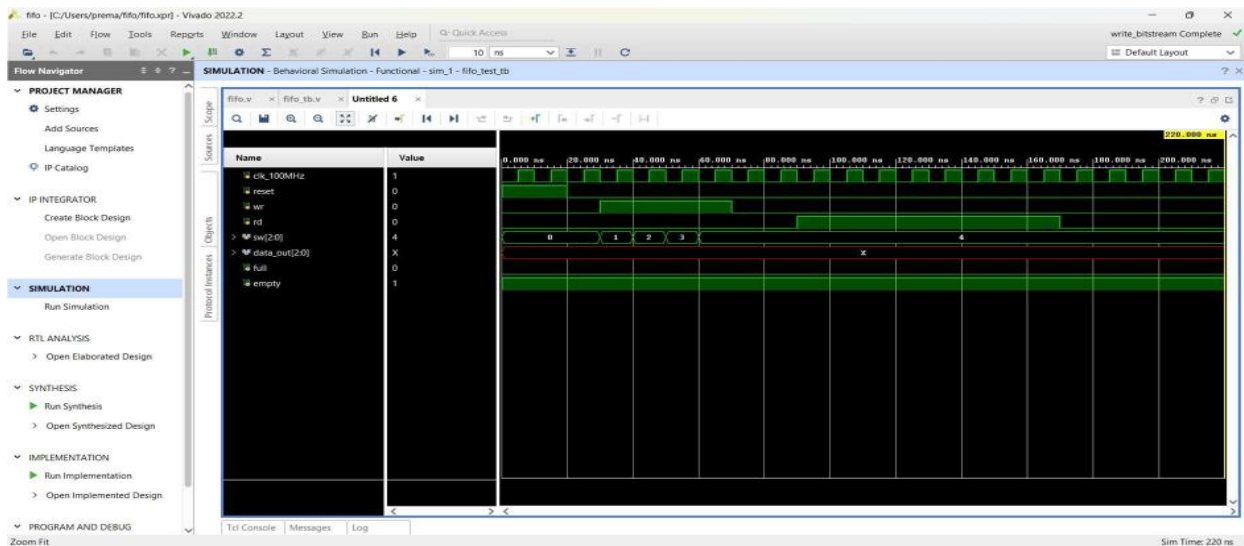 fifo - [C:/Users/prema/fifo/fifo.xpr] - Vivado 2022.2
File Edit Flow Tools Reports Window Layout View Run Help Q- Quick Access
write_bitstream Complete
10 ns
Default Layout
Flow Navigator
SIMULATION - Behavioral Simulation - Functional - sim_1 - fifo_test_tb
PROJECT MANAGER
Settings
Add Sources
Language Templates
IP Catalog
IP INTEGRATOR
Create Block Design
Open Block Design
Generate Block Design
SIMULATION
Run Simulation
RTL ANALYSIS
Open Elaborated Design
SYNTHESIS
Run Synthesis
Open Synthesized Design
IMPLEMENTATION
Run Implementation
Open Implemented Design
PROGRAM AND DEBUG
Scope
Sources
Objects
Protocol Instances
fifo.v × fifo_tb.v × Untitled 6 ×
220.000 ns
Name Value
0.000 ns 20.000 ns 40.000 ns 60.000 ns 80.000 ns 100.000 ns 120.000 ns 140.000 ns 160.000 ns 180.000 ns 200.000 ns
clk_100MHz 1
reset 0
wr 0
rd 0
sw[2:0] 4 0 1 2 3 4
data_out[2:0] X X
full 0
empty 1
Tcl Console Messages Log
Zoom Fit
Sim Time: 220 ns